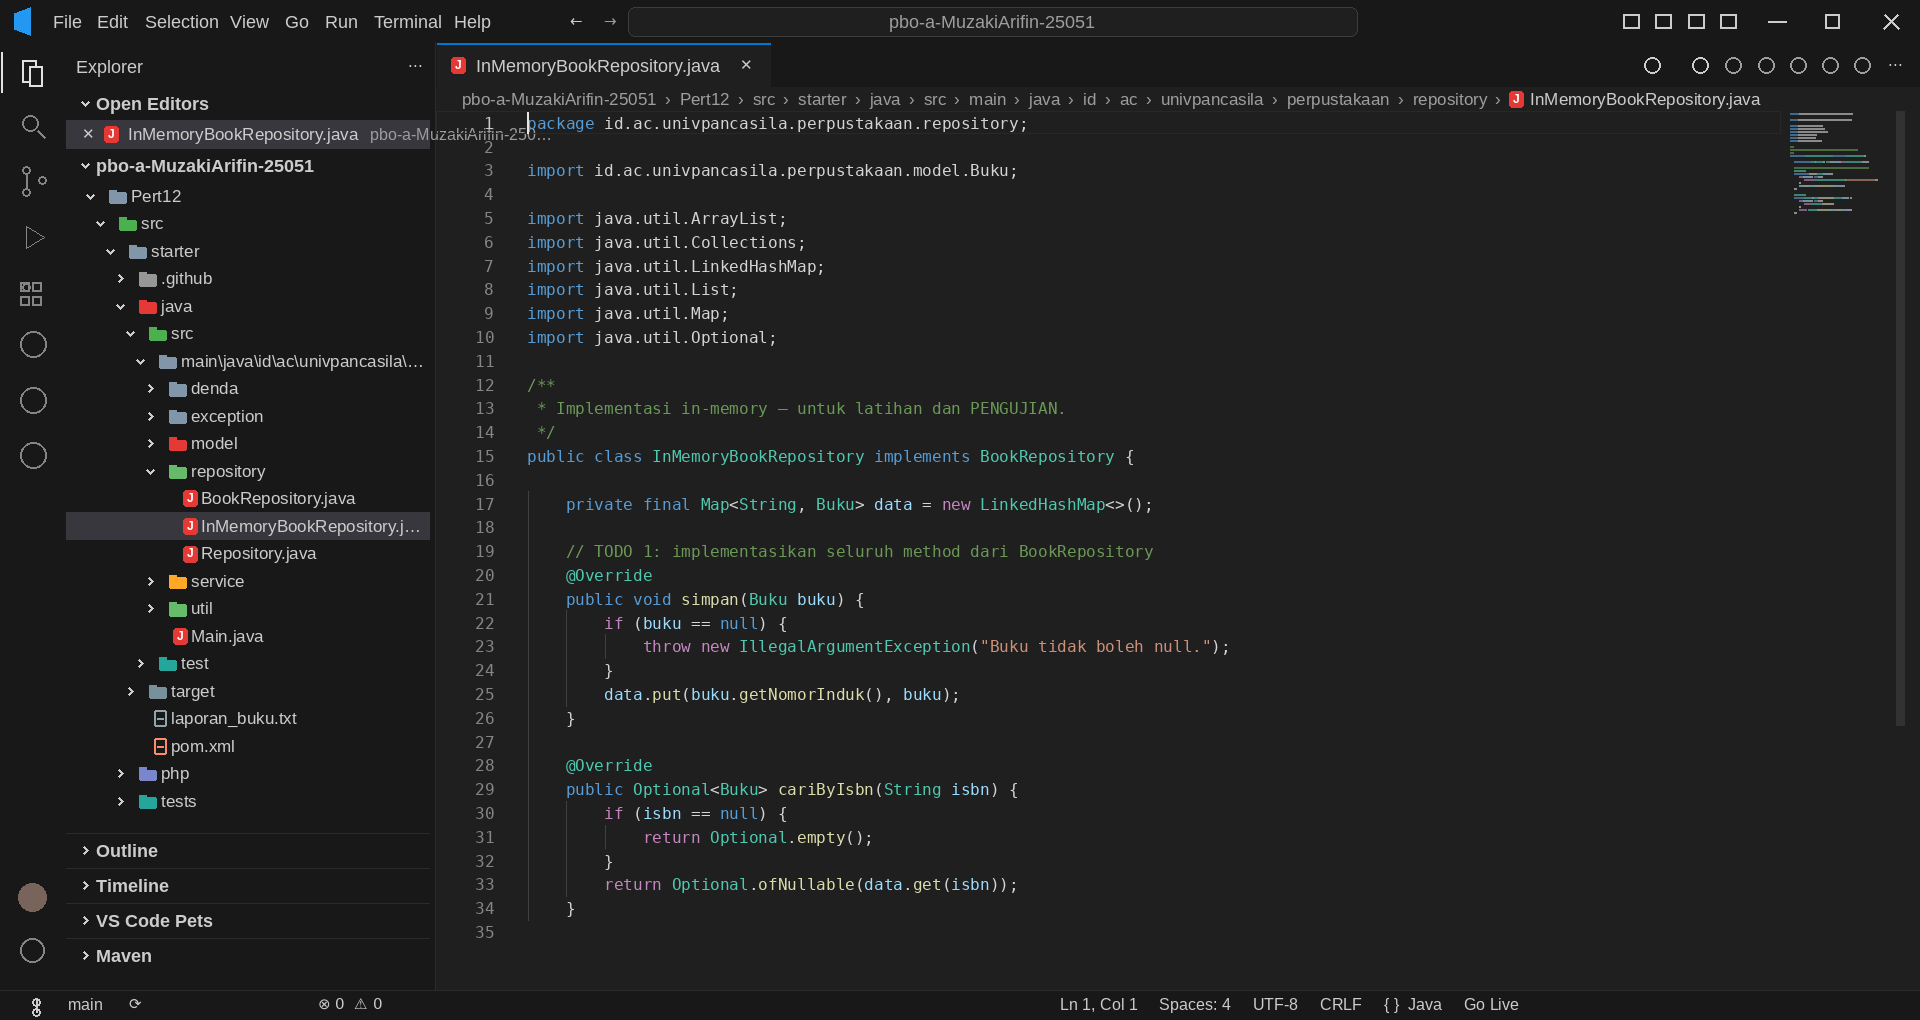 File Edit Selection View Go Run Terminal Help ← → pbo-a-MuzakiArifin-25051
Explorer ···
Open Editors
× J InMemoryBookRepository.java pbo-a-MuzakiArifin-250...
pbo-a-MuzakiArifin-25051
Pert12
src
starter
.github
java
src
main\java\id\ac\univpancasila\...
denda
exception
model
repository
J BookRepository.java
J InMemoryBookRepository.j...
J Repository.java
service
util
J Main.java
test
target
laporan_buku.txt
pom.xml
php
tests
Outline
Timeline
VS Code Pets
Maven
J InMemoryBookRepository.java ×
···
pbo-a-MuzakiArifin-25051 › Pert12 › src › starter › java › src › main › java › id › ac › univpancasila › perpustakaan › repository › J InMemoryBookRepository.java
1 package id.ac.univpancasila.perpustakaan.repository;
2
3 import id.ac.univpancasila.perpustakaan.model.Buku;
4
5 import java.util.ArrayList;
6 import java.util.Collections;
7 import java.util.LinkedHashMap;
8 import java.util.List;
9 import java.util.Map;
10 import java.util.Optional;
11
12 /**
13  * Implementasi in-memory — untuk latihan dan PENGUJIAN.
14  */
15 public class InMemoryBookRepository implements BookRepository {
16
17     private final Map<String, Buku> data = new LinkedHashMap<>();
18
19     // TODO 1: implementasikan seluruh method dari BookRepository
20     @Override
21     public void simpan(Buku buku) {
22         if (buku == null) {
23             throw new IllegalArgumentException("Buku tidak boleh null.");
24         }
25         data.put(buku.getNomorInduk(), buku);
26     }
27
28     @Override
29     public Optional<Buku> cariByIsbn(String isbn) {
30         if (isbn == null) {
31             return Optional.empty();
32         }
33         return Optional.ofNullable(data.get(isbn));
34     }
35
main ⟳ ⊗ 0 ⚠ 0 Ln 1, Col 1 Spaces: 4 UTF-8 CRLF { } Java Go Live